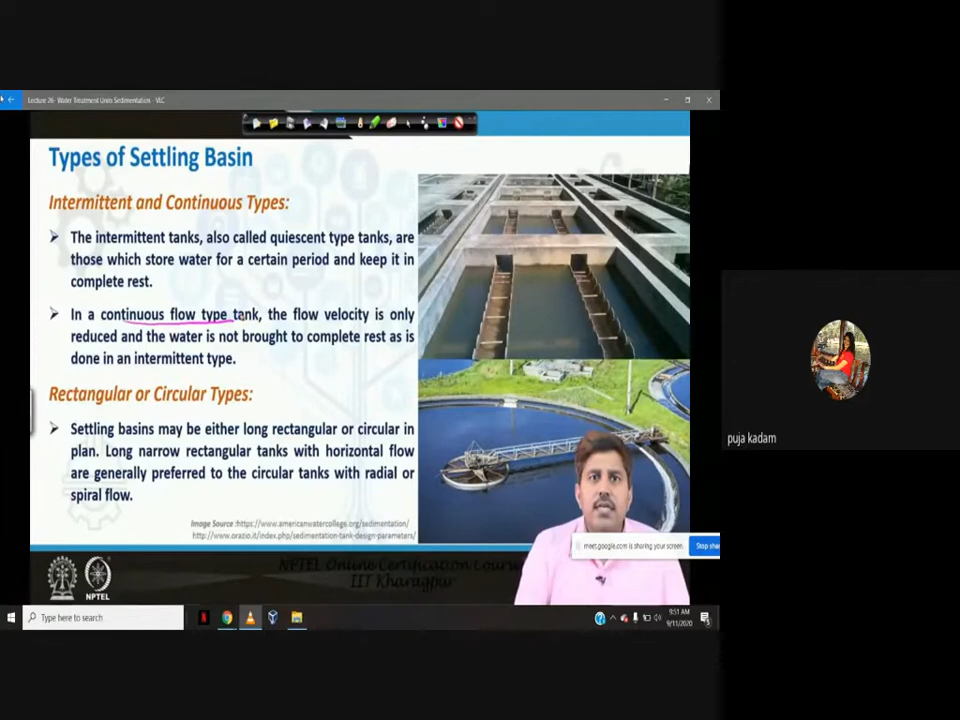 Lecture 26- Water Treatment Units Sedimentation - VLC
Types of Settling Basin
Intermittent and Continuous Types:
The intermittent tanks, also called quiescent type tanks, are
those which store water for a certain period and keep it in
complete rest.
In a continuous flow type tank, the flow velocity is only
reduced and the water is not brought to complete rest as is
done in an intermittent type.
Rectangular or Circular Types:
Settling basins may be either long rectangular or circular in
plan. Long narrow rectangular tanks with horizontal flow
are generally preferred to the circular tanks with radial or
spiral flow.
Image Source :https://www.americanwatercollege.org/sedimentation/
http://www.orazio.it/index.php/sedimentation-tank-design-parameters/
meet.google.com is sharing your screen.
Stop sha
NPTEL Online Certification Cours
IIT Kharagpur
NPTEL
Type here to search
9:51 AM
9/11/2020
puja kadam